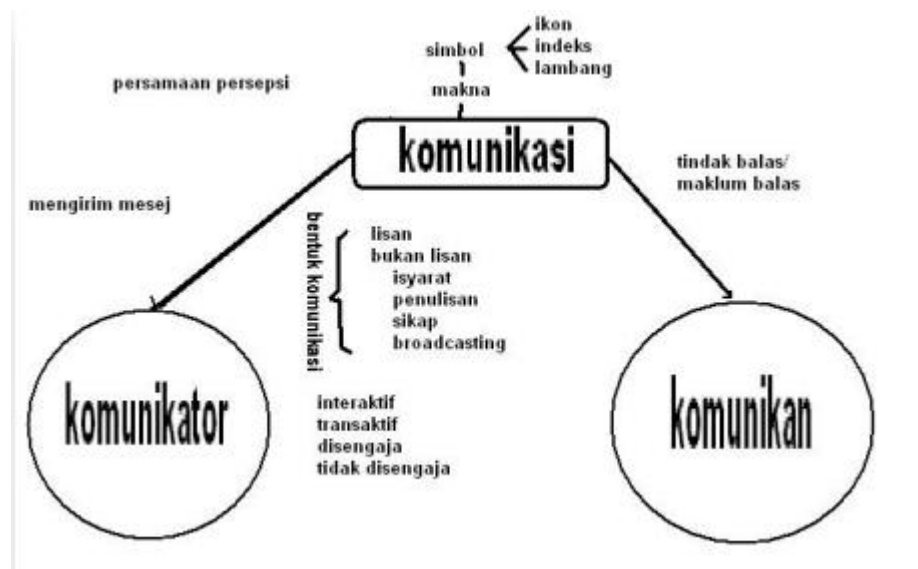 ikon
simbol
indeks
lambang
makna
persamaan persepsi
komunikasi
tindak balas/
maklum balas
mengirim mesej
bentuk komunikasi
lisan
bukan lisan
isyarat
penulisan
sikap
broadcasting
komunikator
komunikan
interaktif
transaktif
disengaja
tidak disengaja